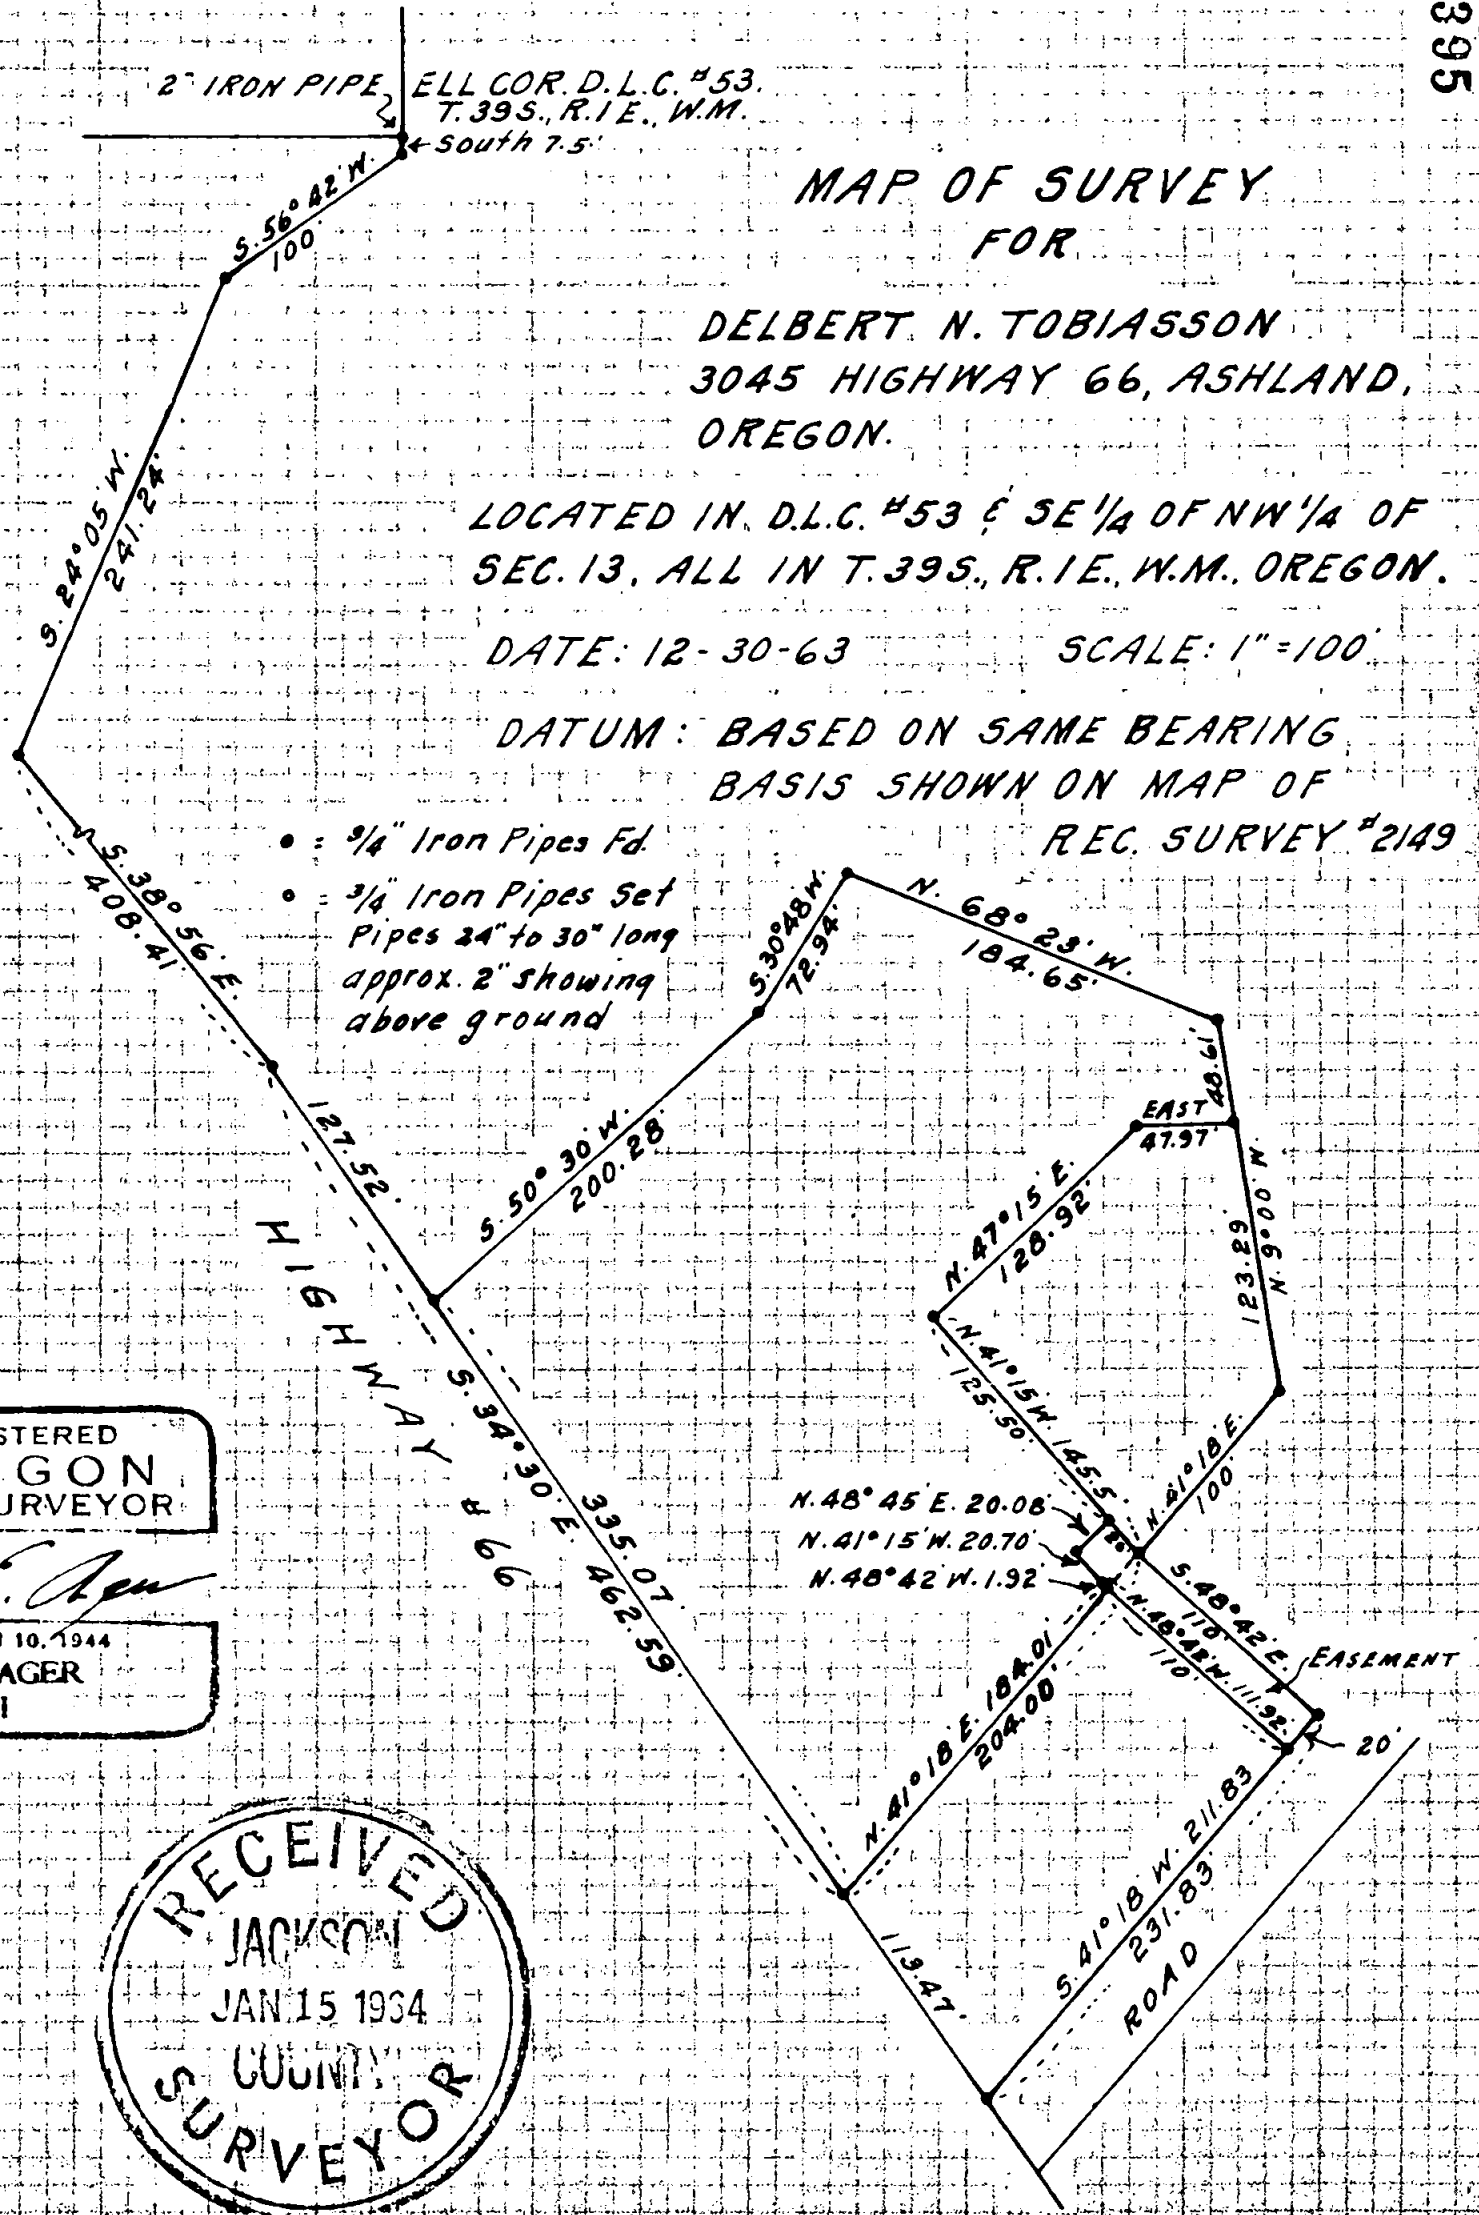 395
2" IRON PIPE
ELL COR. D.L.C. #53.
T.39S., R.1E., W.M.
South 7.5'
S.56°42'W.
100'
MAP OF SURVEY
FOR
DELBERT N. TOBIASSON
3045 HIGHWAY 66, ASHLAND,
OREGON.
LOCATED IN D.L.C. #53 & SE 1/4 OF NW 1/4 OF
SEC. 13, ALL IN T.39S., R.1E., W.M., OREGON.
DATE: 12-30-63 SCALE: 1"=100'
DATUM: BASED ON SAME BEARING
BASIS SHOWN ON MAP OF
REC. SURVEY #2149
S. 24°05'W.
241.24'
S.38°56'E.
408.41'
• = 3/4" Iron Pipes Fd.
• = 3/4" Iron Pipes Set
Pipes 24" to 30" long
approx. 2" showing
above ground
S.30°48'W.
72.94'
N. 68° 23' W.
184.65'
48.61'
EAST
47.97'
127.52'
S. 50° 30' W.
200.28'
N. 47°15' E.
128.92'
123.29'
N. 9°00' W
HIGHWAY #66
N. 41°15'W. 145.5'
125.50'
N. 41°18'E.
100'
S. 34°30' E. 462.59'
335.07'
N. 48° 45' E. 20.08'
N. 41° 15' W. 20.70'
N. 48° 42' W. 1.92'
20'
S. 48°42' E.
110'
N. 48°42'W. 111.92'
110'
EASEMENT
20'
N. 41°18' E. 184.01
204.00'
S. 41°18' W. 211.83
231.83'
ROAD
113.47'
STERED
GON
URVEYOR
10, 1944
AGER
RECEIVED
JACKSON
JAN 15 1964
COUNTY
SURVEYOR